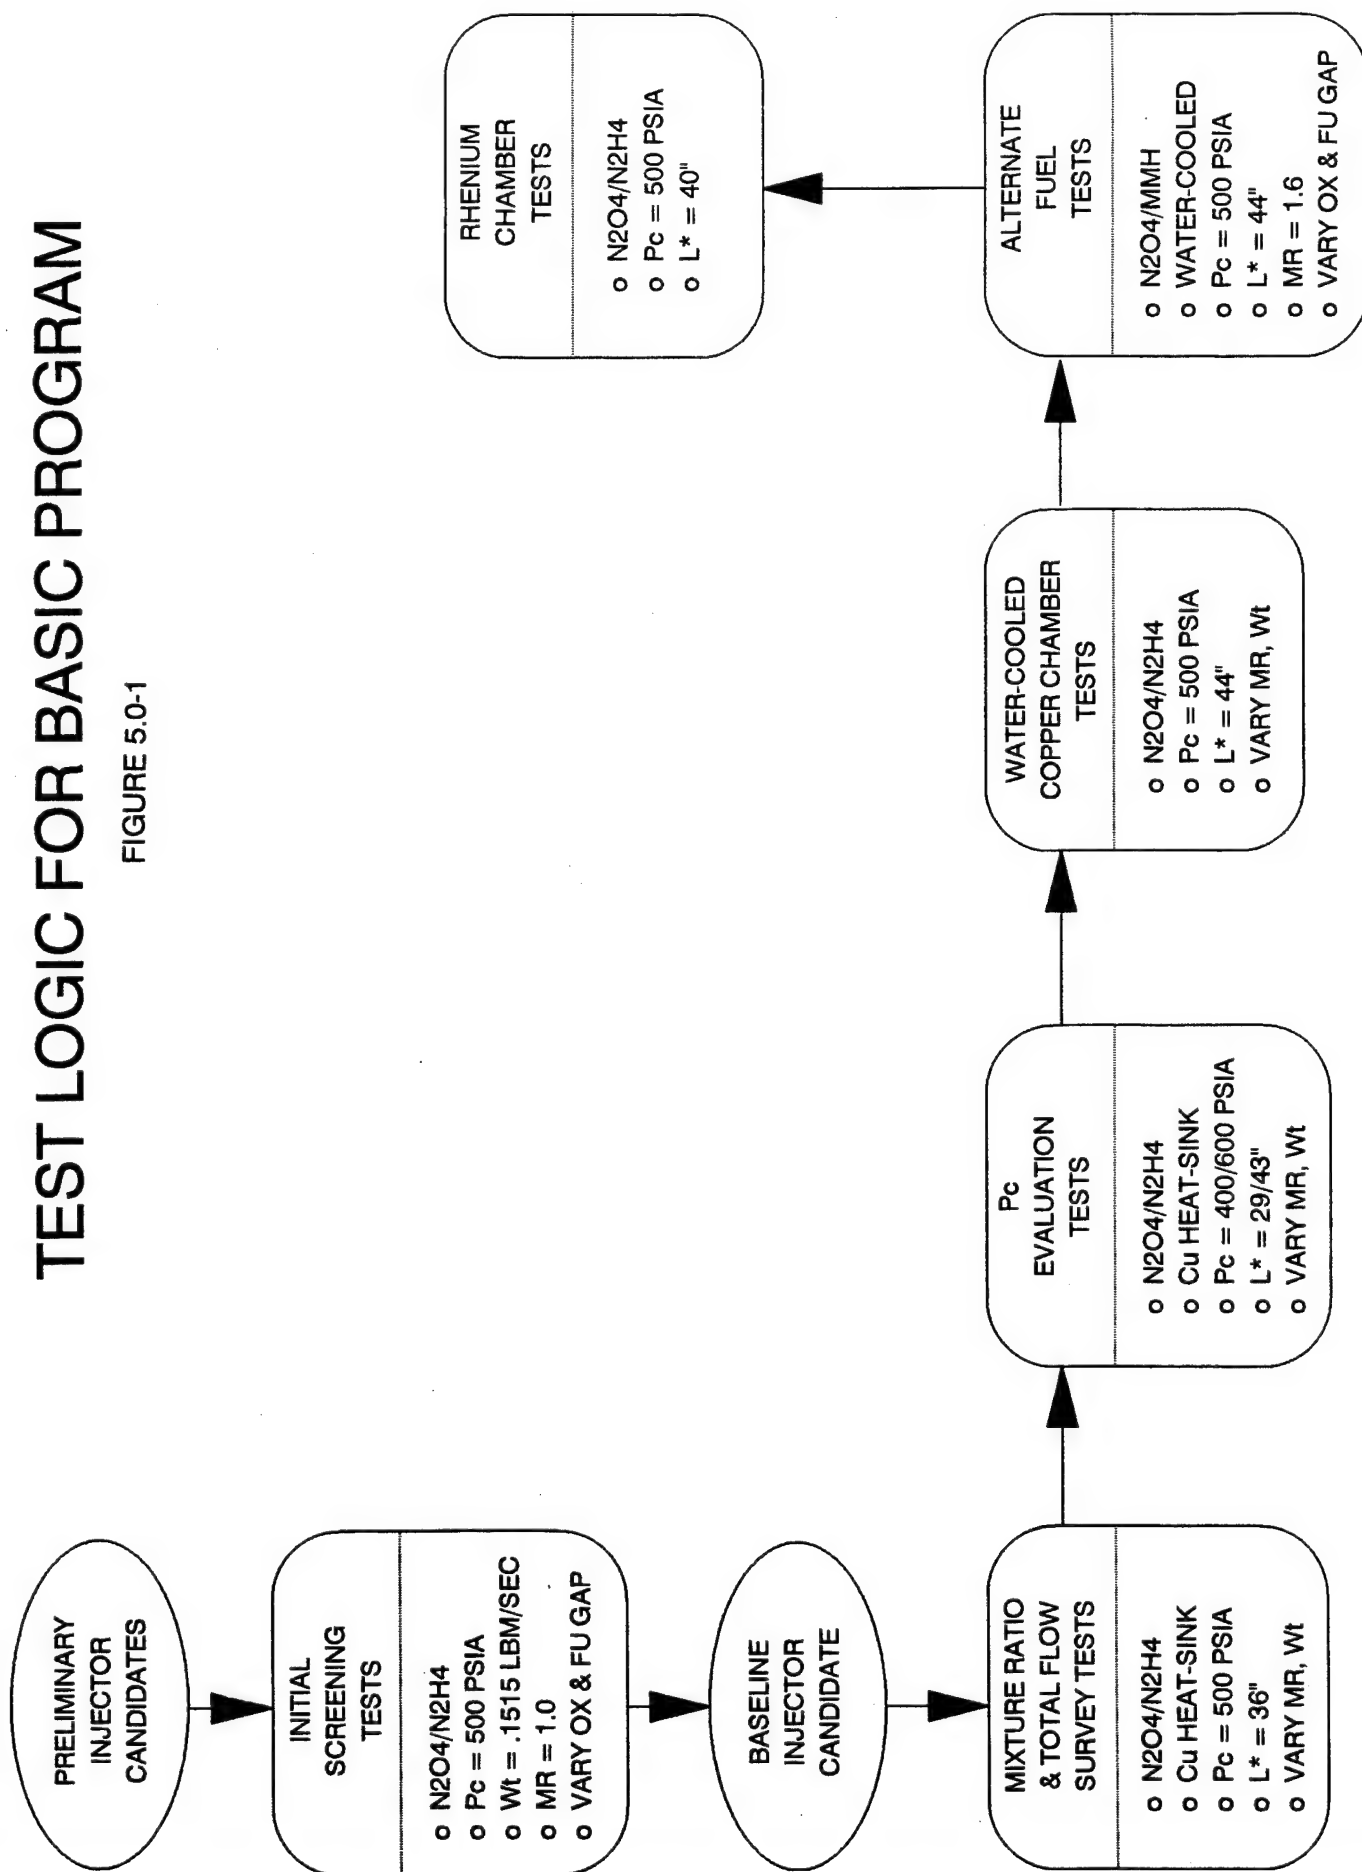 TEST LOGIC FOR BASIC PROGRAM
FIGURE 5.0-1
PRELIMINARY
INJECTOR
CANDIDATES
INITIAL
SCREENING
TESTS
o N2O4/N2H4
o Pc = 500 PSIA
o Wt = .1515 LBM/SEC
o MR = 1.0
o VARY OX & FU GAP
BASELINE
INJECTOR
CANDIDATE
MIXTURE RATIO
& TOTAL FLOW
SURVEY TESTS
o N2O4/N2H4
o Cu HEAT-SINK
o Pc = 500 PSIA
o L* = 36"
o VARY MR, Wt
Pc
EVALUATION
TESTS
o N2O4/N2H4
o Cu HEAT-SINK
o Pc = 400/600 PSIA
o L* = 29/43"
o VARY MR, Wt
WATER-COOLED
COPPER CHAMBER
TESTS
o N2O4/N2H4
o Pc = 500 PSIA
o L* = 44"
o VARY MR, Wt
ALTERNATE
FUEL
TESTS
o N2O4/MMH
o WATER-COOLED
o Pc = 500 PSIA
o L* = 44"
o MR = 1.6
o VARY OX & FU GAP
RHENIUM
CHAMBER
TESTS
o N2O4/N2H4
o Pc = 500 PSIA
o L* = 40"